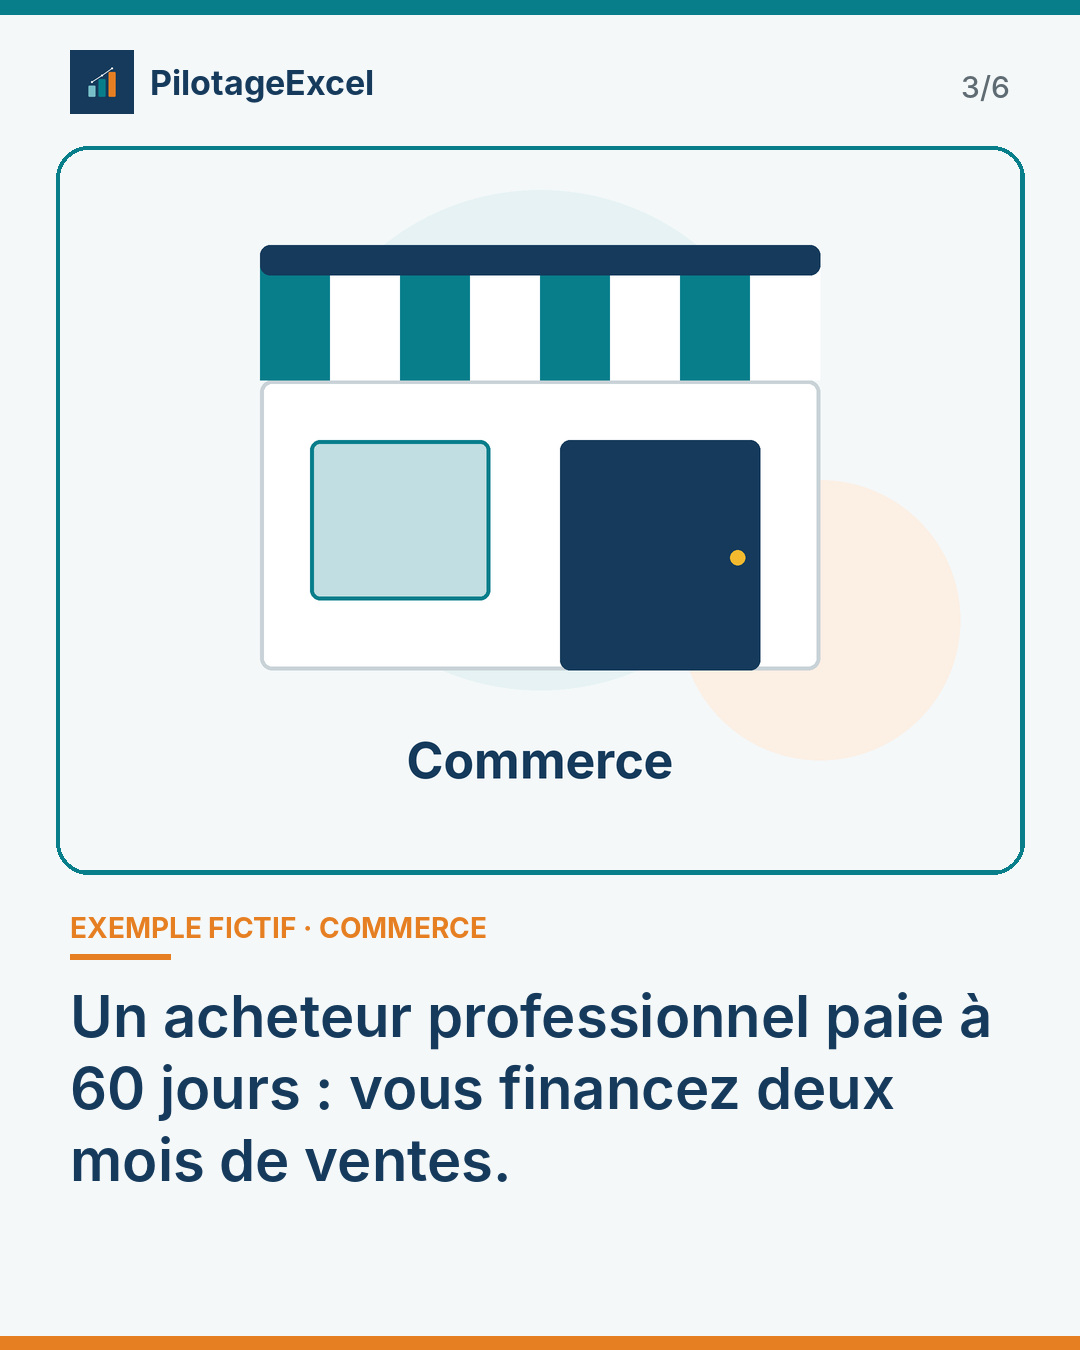 PilotageExcel
3/6
Commerce
EXEMPLE FICTIF · COMMERCE
Un acheteur professionnel paie à
60 jours : vous financez deux
mois de ventes.